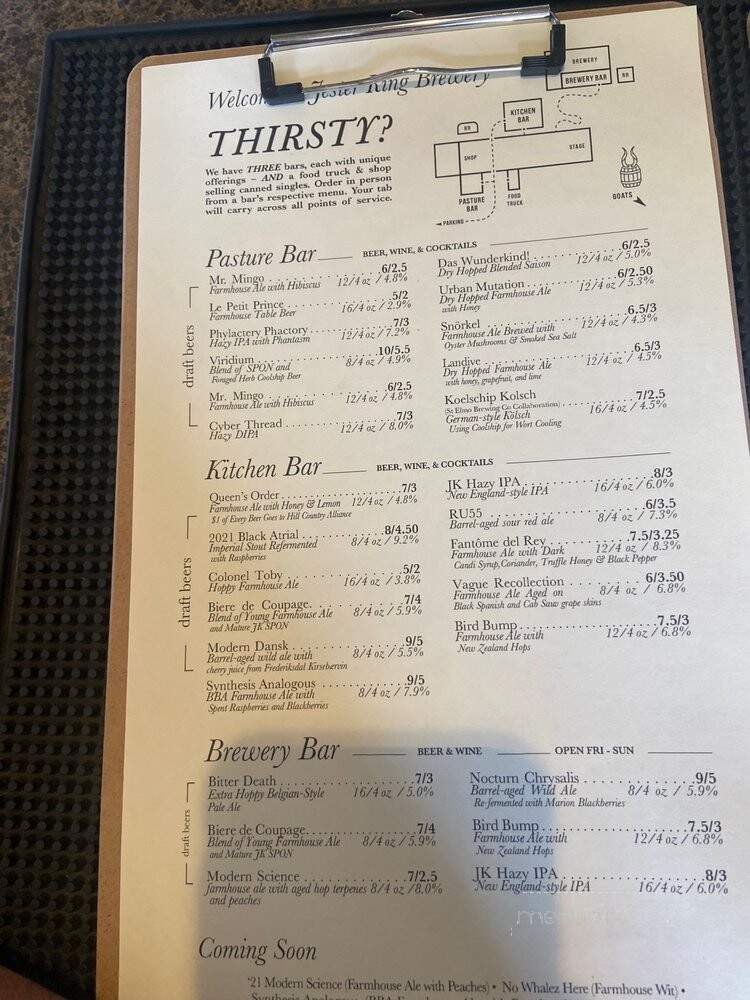 Welcome Jester King Brewery
THIRSTY?
We have THREE bars, each with unique
offerings – AND a food truck & shop
selling canned singles. Order in person
from a bar's respective menu. Your tab
will carry across all points of service.
BREWERY
BREWERY BAR
RR
KITCHEN
BAR
RR
SHOP
STAGE
PASTURE
BAR
FOOD
TRUCK
GOATS
PARKING
Pasture Bar BEER, WINE, & COCKTAILS
draft beers
Mr. Mingo 6/2.5
Farmhouse Ale with Hibiscus 12/4 oz / 4.8%
Le Petit Prince 5/2
Farmhouse Table Beer 16/4 oz / 2.9%
Phylactery Phactory 7/3
Hazy IPA with Phantasm 12/4 oz / 7.2%
Viridium 10/5.5
Blend of SPON and 8/4 oz / 4.9%
Foraged Herb Coolship Beer
Mr. Mingo 6/2.5
Farmhouse Ale with Hibiscus 12/4 oz / 4.8%
Cyber Thread 7/3
Hazy DIPA 12/4 oz / 8.0%
Das Wunderkind! 6/2.5
Dry Hopped Blended Saison 12/4 oz / 5.0%
Urban Mutation 6/2.50
Dry Hopped Farmhouse Ale 12/4 oz / 5.3%
with Honey
Snörkel 6.5/3
Farmhouse Ale Brewed with 12/4 oz / 4.3%
Oyster Mushrooms & Smoked Sea Salt
Landive 6.5/3
Dry Hopped Farmhouse Ale 12/4 oz / 4.5%
with honey, grapefruit, and lime
Koelschip Kolsch 7/2.5
(St Elmo Brewing Co Collaboration) 16/4 oz / 4.5%
German-style Kölsch
Using Coolship for Wort Cooling
Kitchen Bar BEER, WINE, & COCKTAILS
draft beers
Queen's Order 7/3
Farmhouse Ale with Honey & Lemon 12/4 oz / 4.8%
$1 of Every Beer Goes to Hill Country Alliance
2021 Black Atrial 8/4.50
Imperial Stout Refermented 8/4 oz / 9.2%
with Raspberries
Colonel Toby 5/2
Hoppy Farmhouse Ale 16/4 oz / 3.8%
Biere de Coupage 7/4
Blend of Young Farmhouse Ale 8/4 oz / 5.9%
and Mature JK SPON
Modern Dansk 9/5
Barrel-aged wild ale with 8/4 oz / 5.5%
cherry juice from Frederiksdal Kirsebærvin
Synthesis Analogous 9/5
BBA Farmhouse Ale with 8/4 oz / 7.9%
Spent Raspberries and Blackberries
JK Hazy IPA 8/3
New England-style IPA 16/4 oz / 6.0%
RU55 6/3.5
Barrel-aged sour red ale 8/4 oz / 7.3%
Fantôme del Rey 7.5/3.25
Farmhouse Ale with Dark 12/4 oz / 8.3%
Candi Syrup, Coriander, Truffle Honey & Black Pepper
Vague Recollection 6/3.50
Farmhouse Ale Aged on 8/4 oz / 6.8%
Black Spanish and Cab Sauv grape skins
Bird Bump 7.5/3
Farmhouse Ale with 12/4 oz / 6.8%
New Zealand Hops
Brewery Bar BEER & WINE OPEN FRI - SUN
draft beers
Bitter Death 7/3
Extra Hoppy Belgian-Style 16/4 oz / 5.0%
Pale Ale
Biere de Coupage 7/4
Blend of Young Farmhouse Ale 8/4 oz / 5.9%
and Mature JK SPON
Modern Science 7/2.5
farmhouse ale with aged hop terpenes 8/4 oz /8.0%
and peaches
Nocturn Chrysalis 9/5
Barrel-aged Wild Ale 8/4 oz / 5.9%
Re-fermented with Marion Blackberries
Bird Bump 7.5/3
Farmhouse Ale with 12/4 oz / 6.8%
New Zealand Hops
JK Hazy IPA 8/3
New England-style IPA 16/4 oz / 6.0%
Coming Soon
'21 Modern Science (Farmhouse Ale with Peaches) • No Whalez Here (Farmhouse Wit) •
Synthesis Analogous